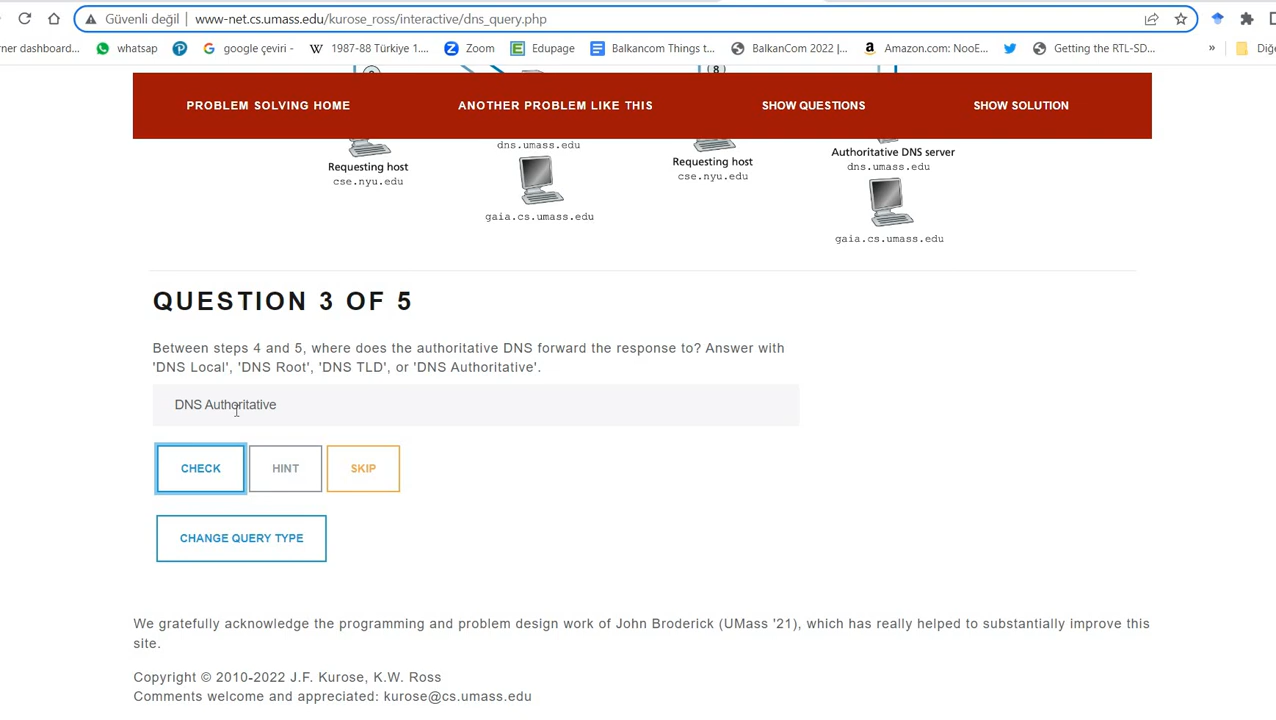 Güvenli değil
www-net.cs.umass.edu/kurose_ross/interactive/dns_query.php
ner dashboard...
whatsap
google çeviri -
1987-88 Türkiye 1....
Zoom
Edupage
Balkancom Things t...
BalkanCom 2022 |...
Amazon.com: NooE...
Getting the RTL-SD...
»
Diğe
8
PROBLEM SOLVING HOME
ANOTHER PROBLEM LIKE THIS
SHOW QUESTIONS
SHOW SOLUTION
Requesting host
cse.nyu.edu
dns.umass.edu
gaia.cs.umass.edu
Requesting host
cse.nyu.edu
Authoritative DNS server
dns.umass.edu
gaia.cs.umass.edu
QUESTION 3 OF 5
Between steps 4 and 5, where does the authoritative DNS forward the response to? Answer with
'DNS Local', 'DNS Root', 'DNS TLD', or 'DNS Authoritative'.
DNS Authoritative
CHECK
HINT
SKIP
CHANGE QUERY TYPE
We gratefully acknowledge the programming and problem design work of John Broderick (UMass '21), which has really helped to substantially improve this
site.
Copyright © 2010-2022 J.F. Kurose, K.W. Ross
Comments welcome and appreciated: kurose@cs.umass.edu